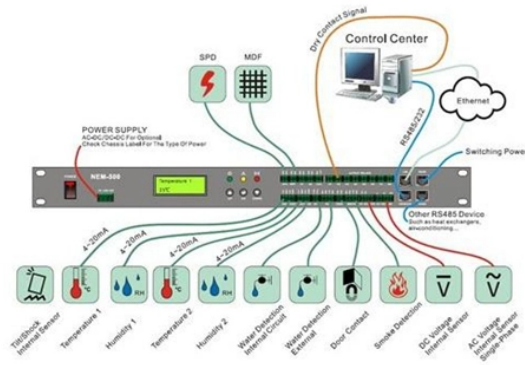 Dry Contact Signal
Control Center
SPD
MDF
Ethernet
RS485/232
POWER SUPPLY
AC-DC/DC-DC For Optional
Check Chassis Label For The Type Of Power
Switching Power
NEM-800
Temperature 1
Other RS485 Device
Such as heat exchangers,
airconditioning....
4~20mA
4~20mA
4~20mA
4~20mA
RH
RH
V
V
Tilt/Shock
Internal Sensor
Temperature 1
Humidity 1
Temperature 2
Humidity 2
Water Detection
Internal Circuit
Water Detection
External
Door Contact
Smoke Detection
DC Voltage
Internal Sensor
AC Voltage
Internal Sensor
Single-Phase